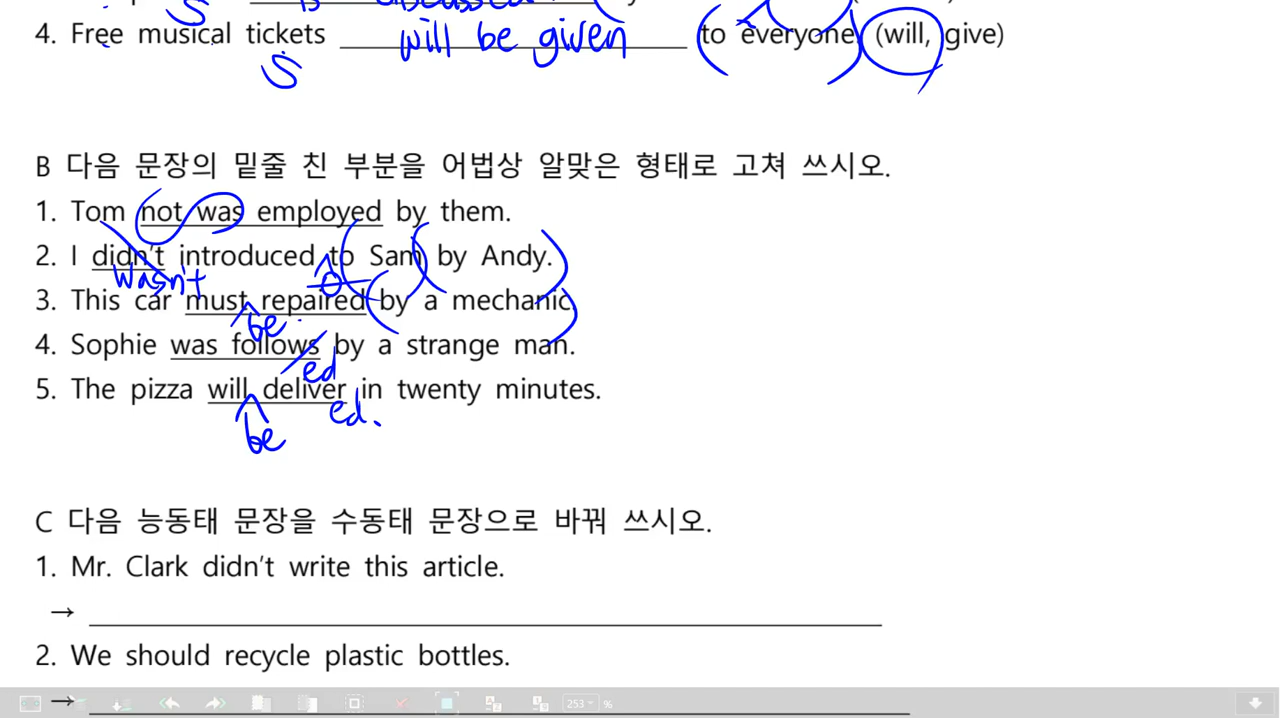 S is discussed
4. Free musical tickets will be given to everyone (will, give)
S
B 다음 문장의 밑줄 친 부분을 어법상 알맞은 형태로 고쳐 쓰시오.
1. Tom not was employed by them.
2. I didn't introduced to Sam by Andy.
wasn't
3. This car must repaired by a mechanic.
be
4. Sophie was follows by a strange man.
ed
5. The pizza will deliver in twenty minutes.
be ed.
C 다음 능동태 문장을 수동태 문장으로 바꿔 쓰시오.
1. Mr. Clark didn't write this article.
→
2. We should recycle plastic bottles.
→
253 %